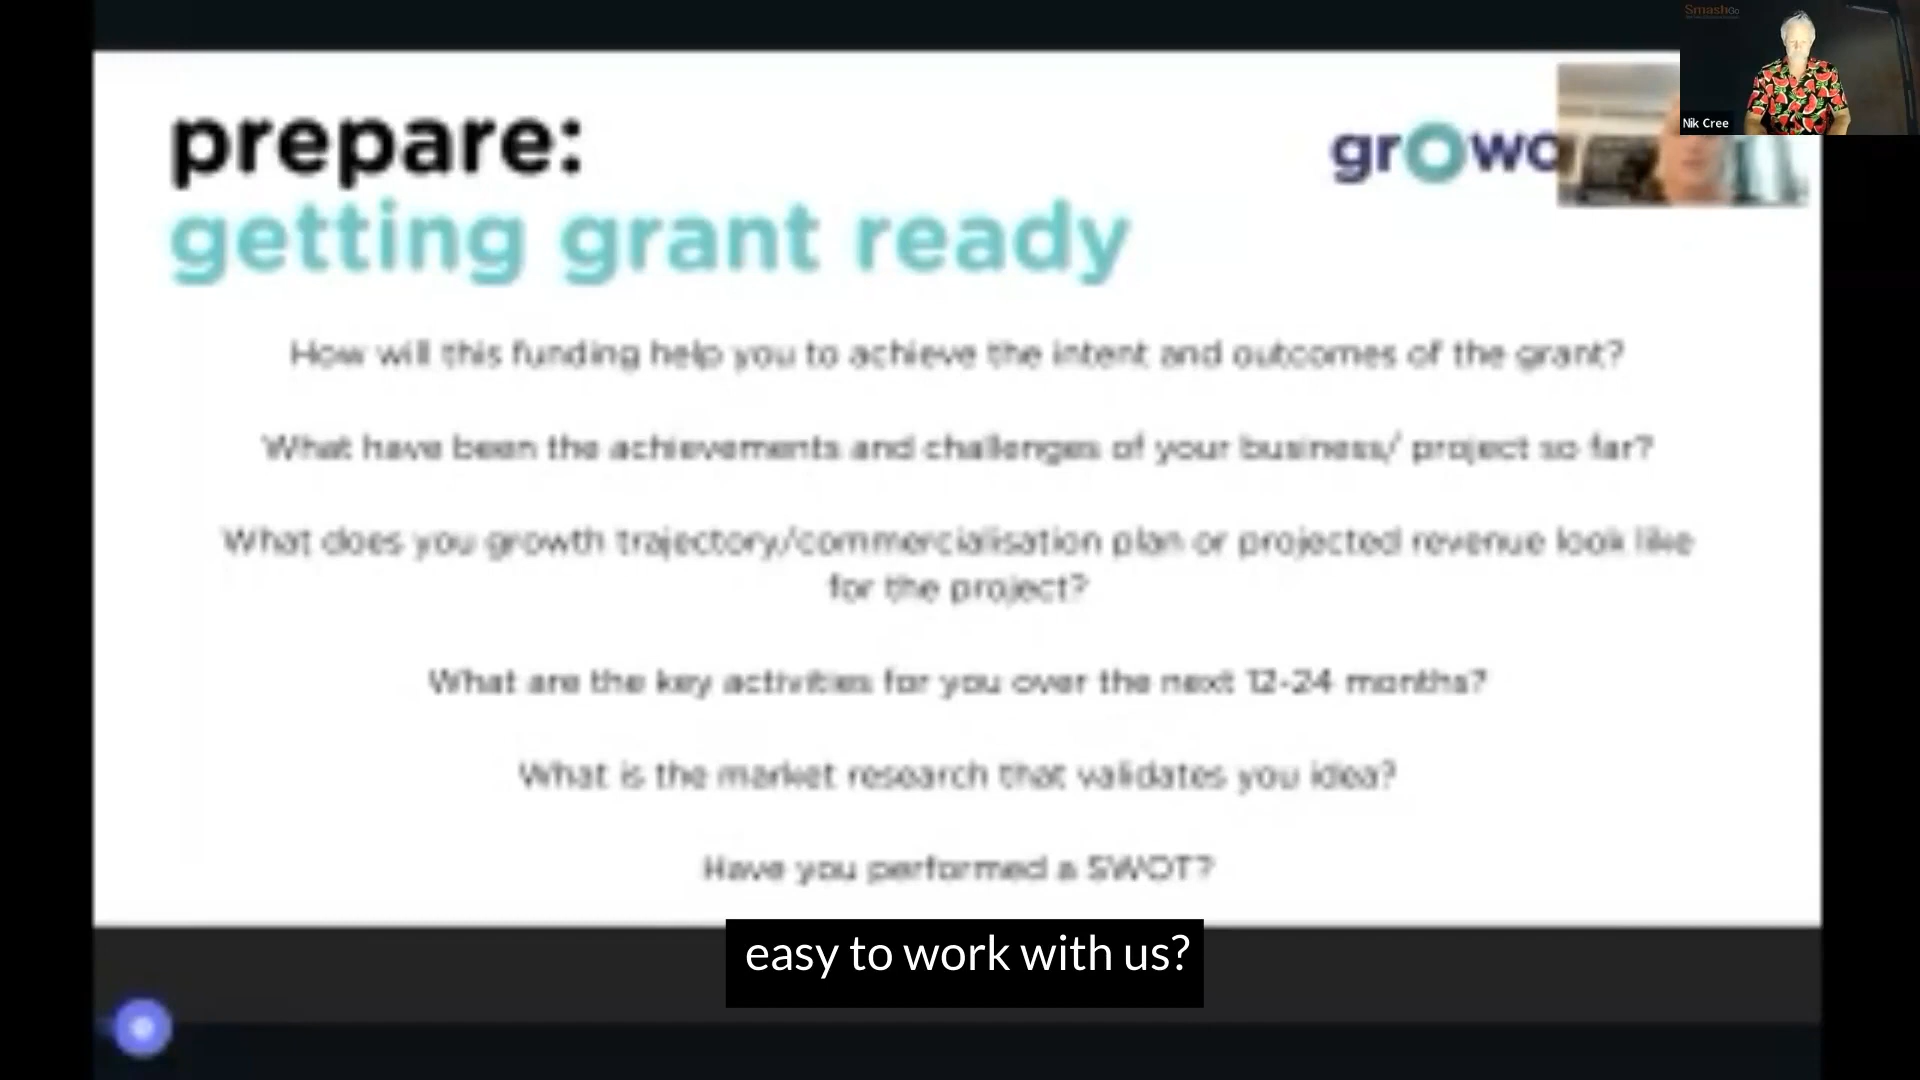 SmashGo
prepare:
growc
Nik Cree
getting grant ready
How will this funding help you to achieve the intent and outcomes of the grant?
What have been the achievements and challenges of your business/ project so far?
What does you growth trajectory/commercialisation plan or projected revenue look like
for the project?
What are the key activities for you over the next 12-24 months?
What is the market research that validates you idea?
Have you performed a SWOT?
easy to work with us?